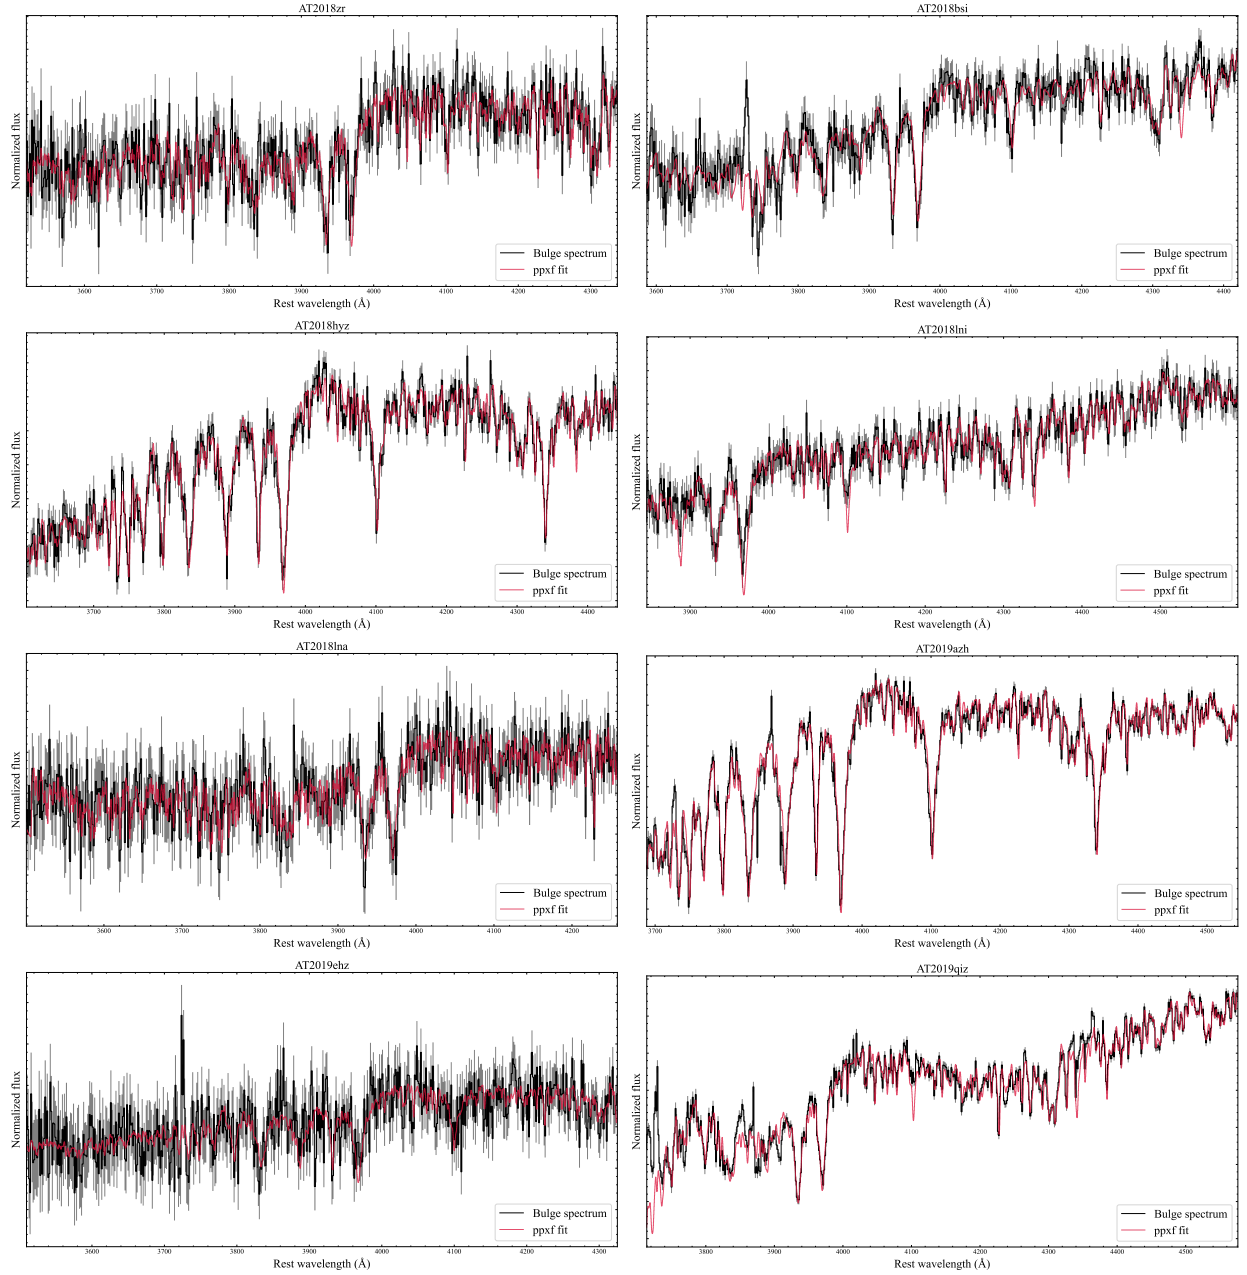 AT2018zr
Normalized flux
Bulge spectrum
ppxf fit
3600 3700 3800 3900 4000 4100 4200 4300
Rest wavelength (Å)
AT2018bsi
Normalized flux
Bulge spectrum
ppxf fit
3600 3700 3800 3900 4000 4100 4200 4300 4400
Rest wavelength (Å)
AT2018hyz
Normalized flux
Bulge spectrum
ppxf fit
3700 3800 3900 4000 4100 4200 4300 4400
Rest wavelength (Å)
AT2018lni
Normalized flux
Bulge spectrum
ppxf fit
3900 4000 4100 4200 4300 4400 4500
Rest wavelength (Å)
AT2018lna
Normalized flux
Bulge spectrum
ppxf fit
3600 3700 3800 3900 4000 4100 4200
Rest wavelength (Å)
AT2019azh
Normalized flux
Bulge spectrum
ppxf fit
3700 3800 3900 4000 4100 4200 4300 4400 4500
Rest wavelength (Å)
AT2019ehz
Normalized flux
Bulge spectrum
ppxf fit
3600 3700 3800 3900 4000 4100 4200 4300
Rest wavelength (Å)
AT2019qiz
Normalized flux
Bulge spectrum
ppxf fit
3800 3900 4000 4100 4200 4300 4400 4500
Rest wavelength (Å)